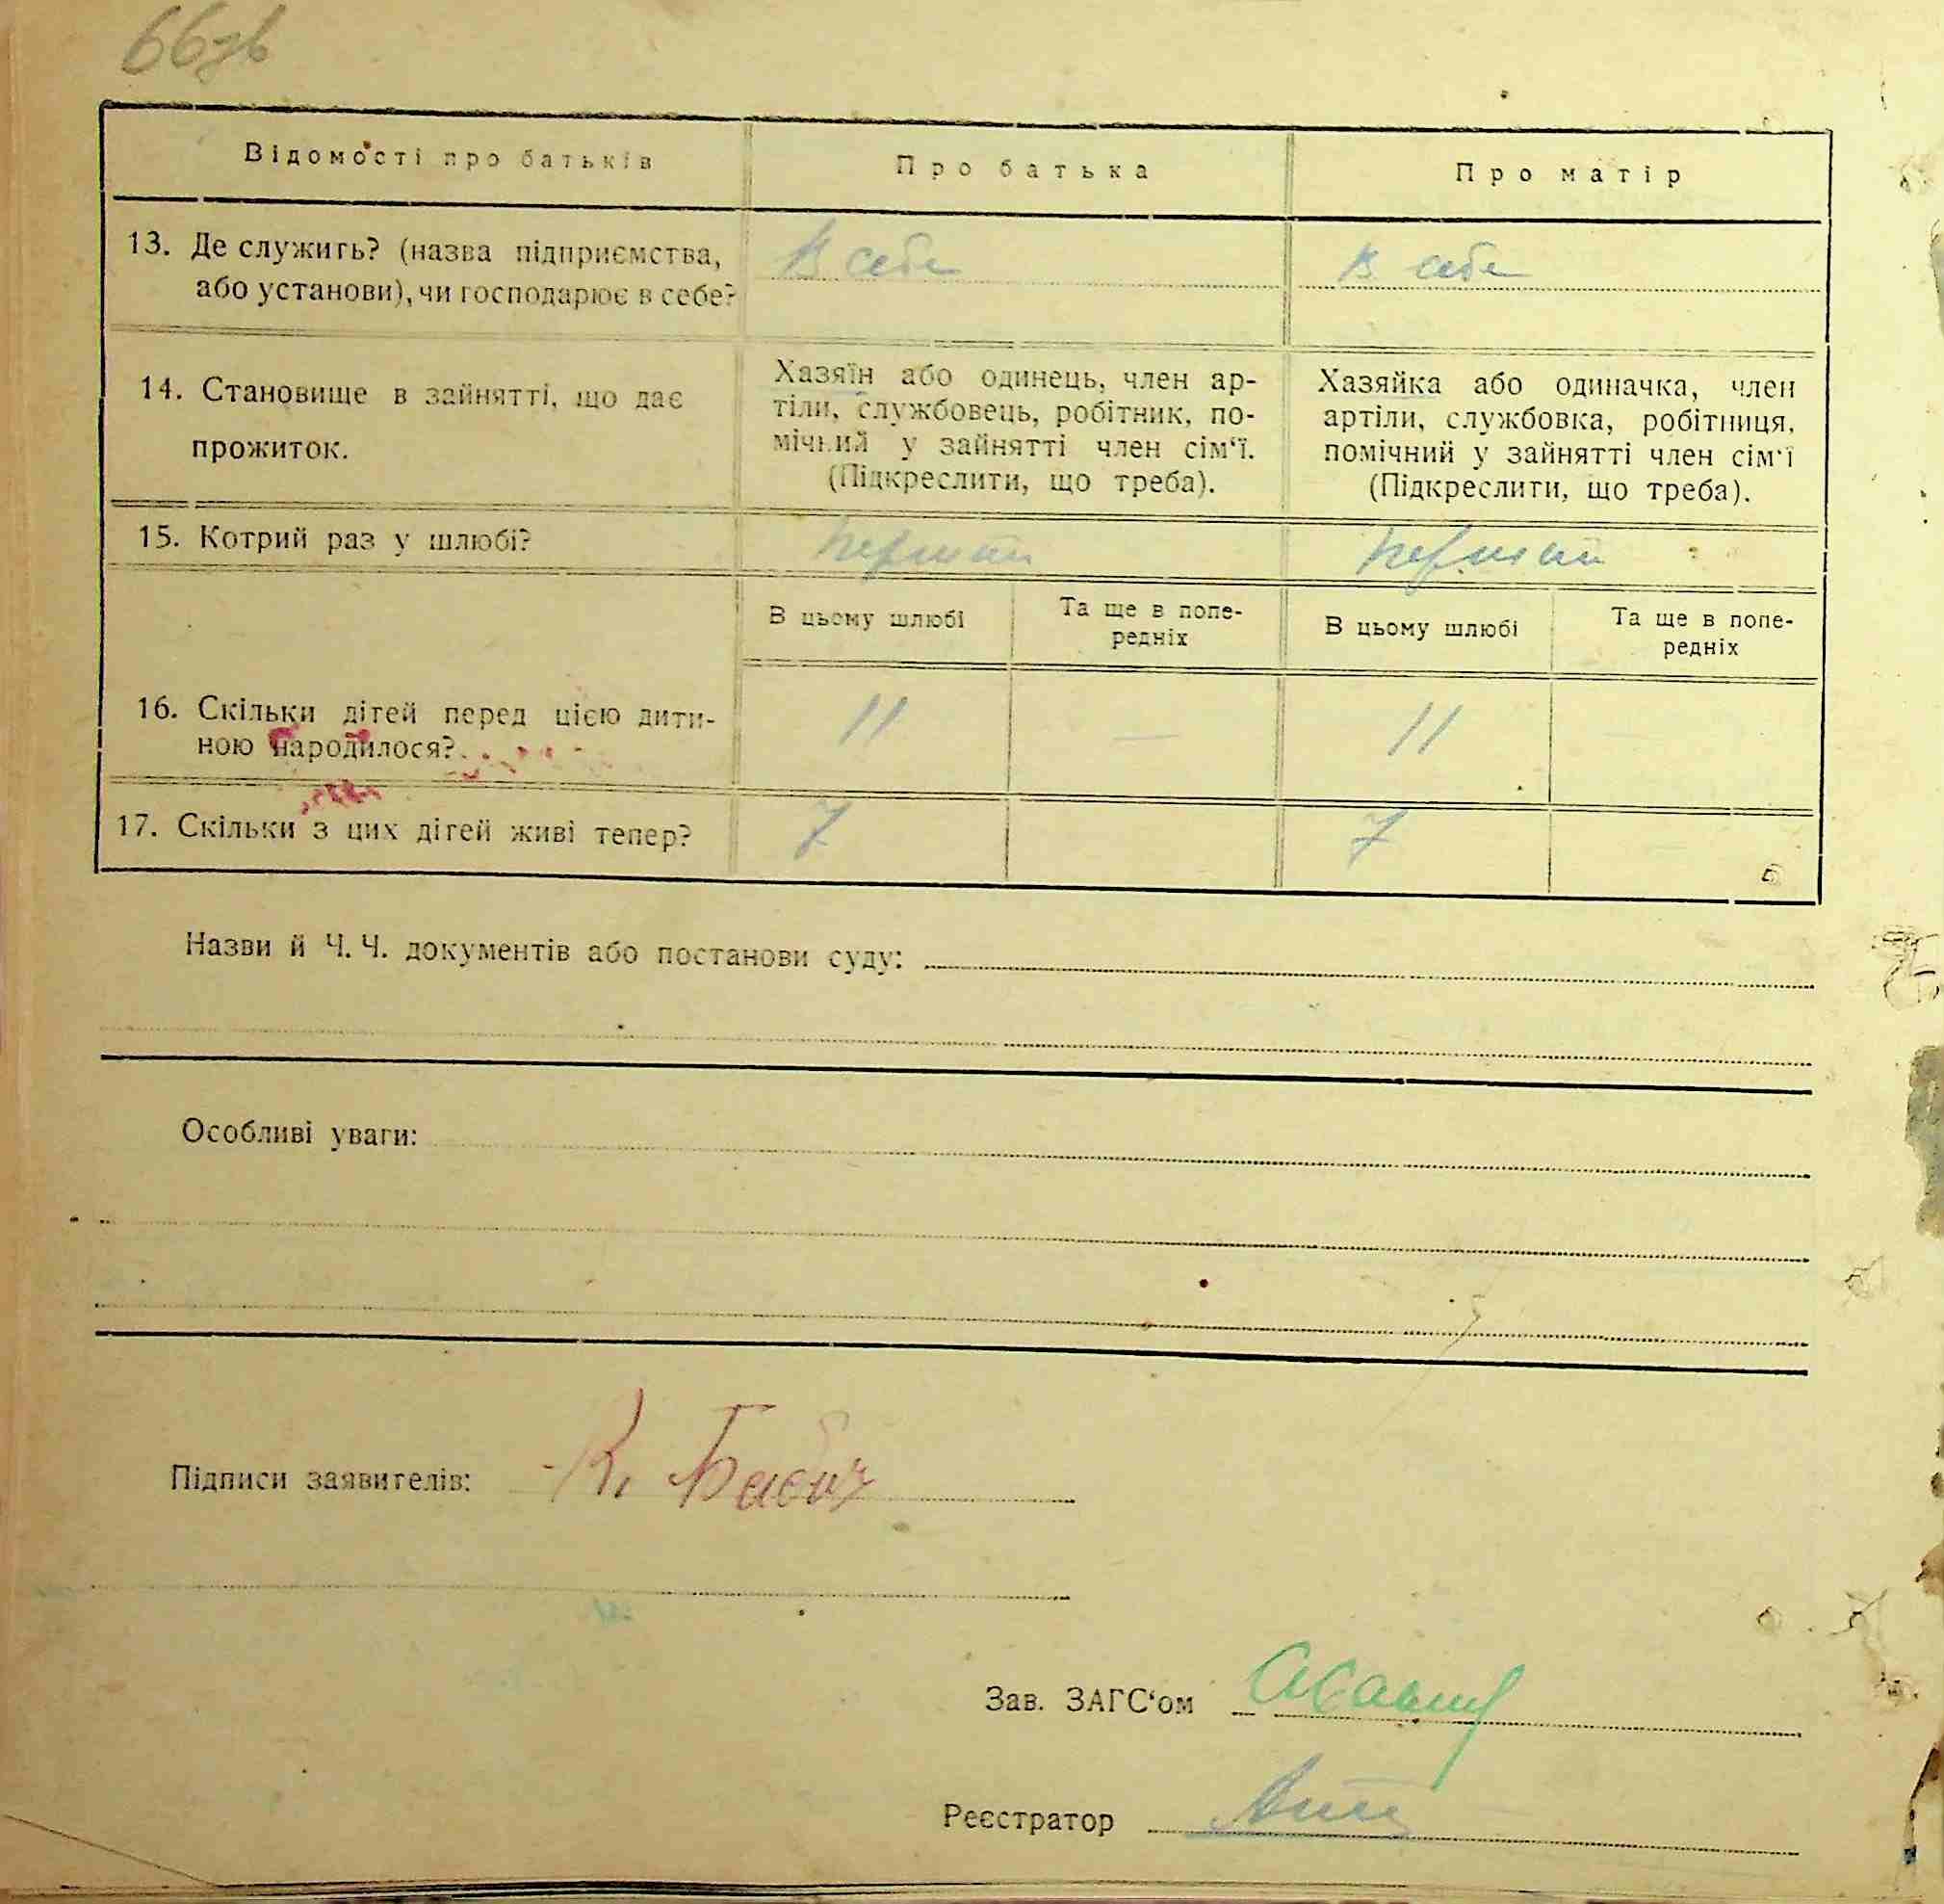 66зв
Відомості про батьків
Про батька
Про матір
13. Де служить? (назва підприємства,
або установи), чи господарює в себе?
В себе
В себе
14. Становище в зайнятті, що дає
прожиток.
Хазяїн або одинець, член ар-
тіли, службовець, робітник, по-
мічний у зайнятті член сім‘ї.
(Підкреслити, що треба).
Хазяйка або одиначка, член
артіли, службовка, робітниця,
помічний у зайнятті член сім‘ї
(Підкреслити, що треба).
15. Котрий раз у шлюбі?
перший
перший
В цьому шлюбі
Та ще в попе-
редніх
В цьому шлюбі
Та ще в попе-
редніх
16. Скільки дітей перед цією дити-
ною народилося?
11
—
11
17. Скільки з цих дітей живі тепер?
7
7
Назви й Ч. Ч. документів або постанови суду:
Особливі уваги:
Підписи заявителів:
К. Бабич
Зав. ЗАГС‘ом
Реєстратор